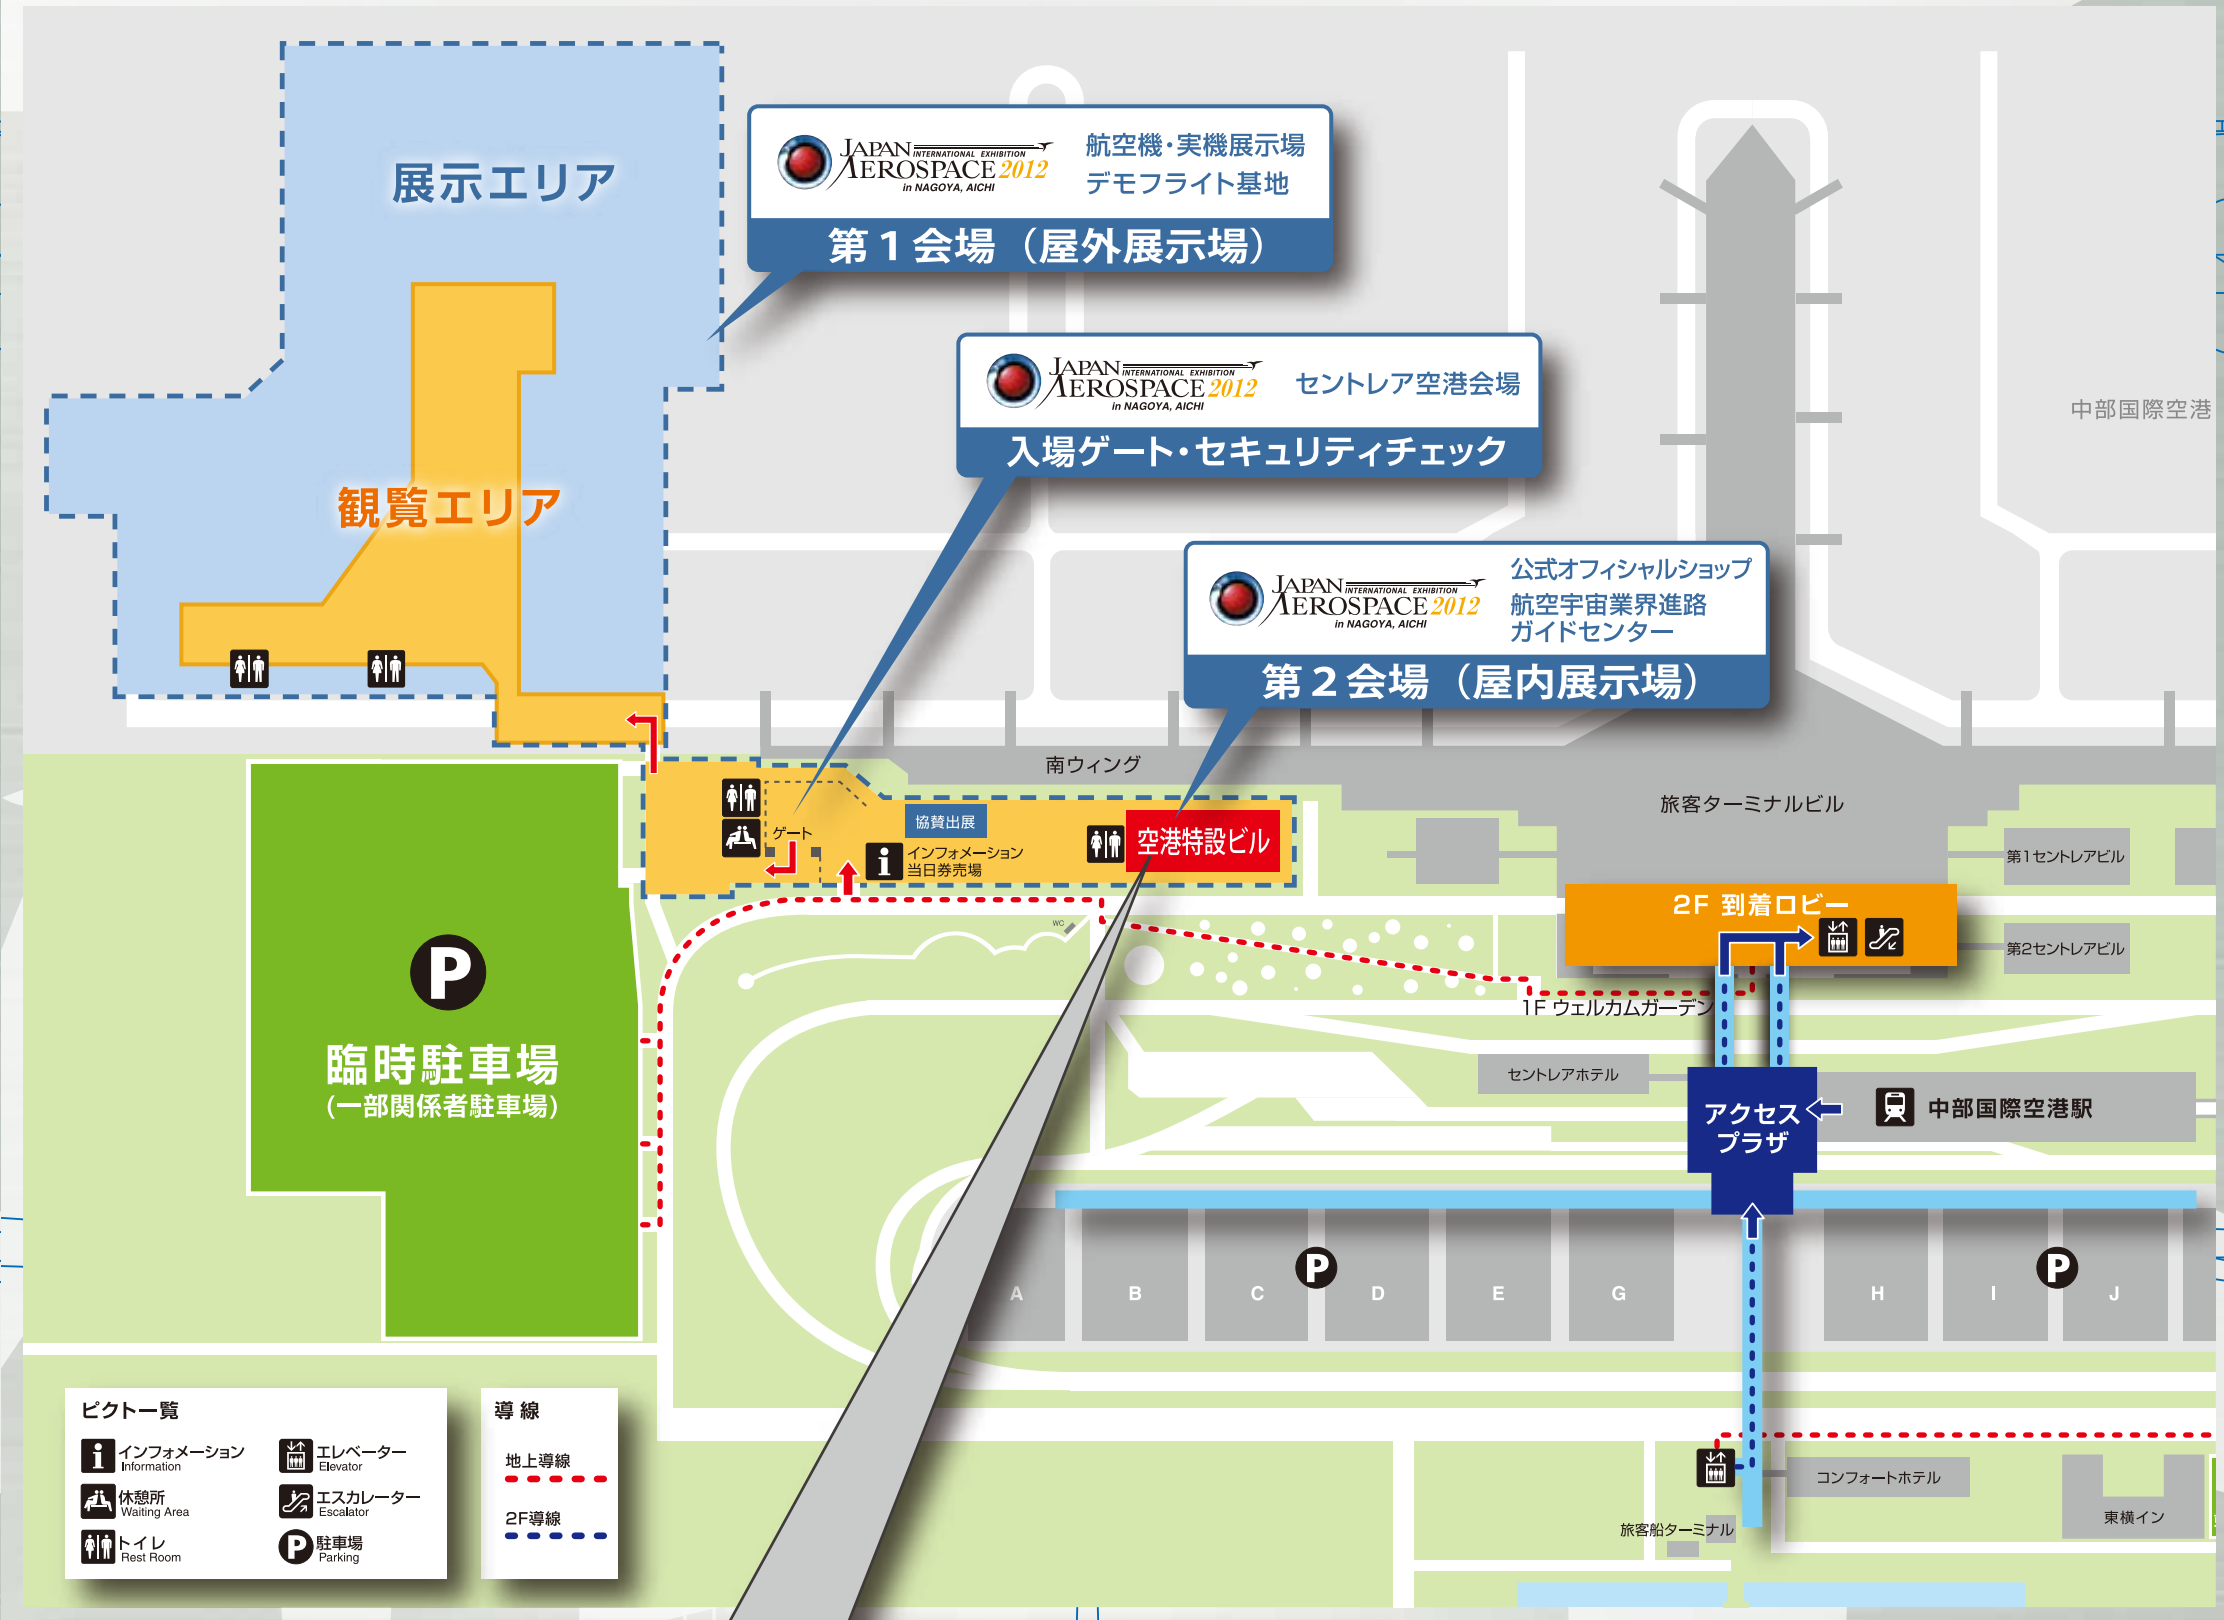 展示エリア
JAPAN
INTERNATIONAL EXHIBITION
AEROSPACE 2012
in NAGOYA, AICHI
航空機・実機展示場
デモフライト基地
第1会場（屋外展示場）
JAPAN
INTERNATIONAL EXHIBITION
AEROSPACE 2012
in NAGOYA, AICHI
セントレア空港会場
入場ゲート・セキュリティチェック
中部国際空港
観覧エリア
JAPAN
INTERNATIONAL EXHIBITION
AEROSPACE 2012
in NAGOYA, AICHI
公式オフィシャルショップ
航空宇宙業界進路
ガイドセンター
第2会場（屋内展示場）
南ウィング
旅客ターミナルビル
協賛出展
ゲート
インフォメーション
当日券売場
空港特設ビル
第1セントレアビル
2F 到着ロビー
第2セントレアビル
WC
P
臨時駐車場
(一部関係者駐車場)
1F ウェルカムガーデン
セントレアホテル
アクセス
プラザ
中部国際空港駅
A
B
C
P
D
E
G
H
I
P
J
ピクト一覧
インフォメーション
Information
エレベーター
Elevator
休憩所
Waiting Area
エスカレーター
Escalator
トイレ
Rest Room
P
駐車場
Parking
導線
地上導線
2F導線
コンフォートホテル
東横イン
旅客船ターミナル